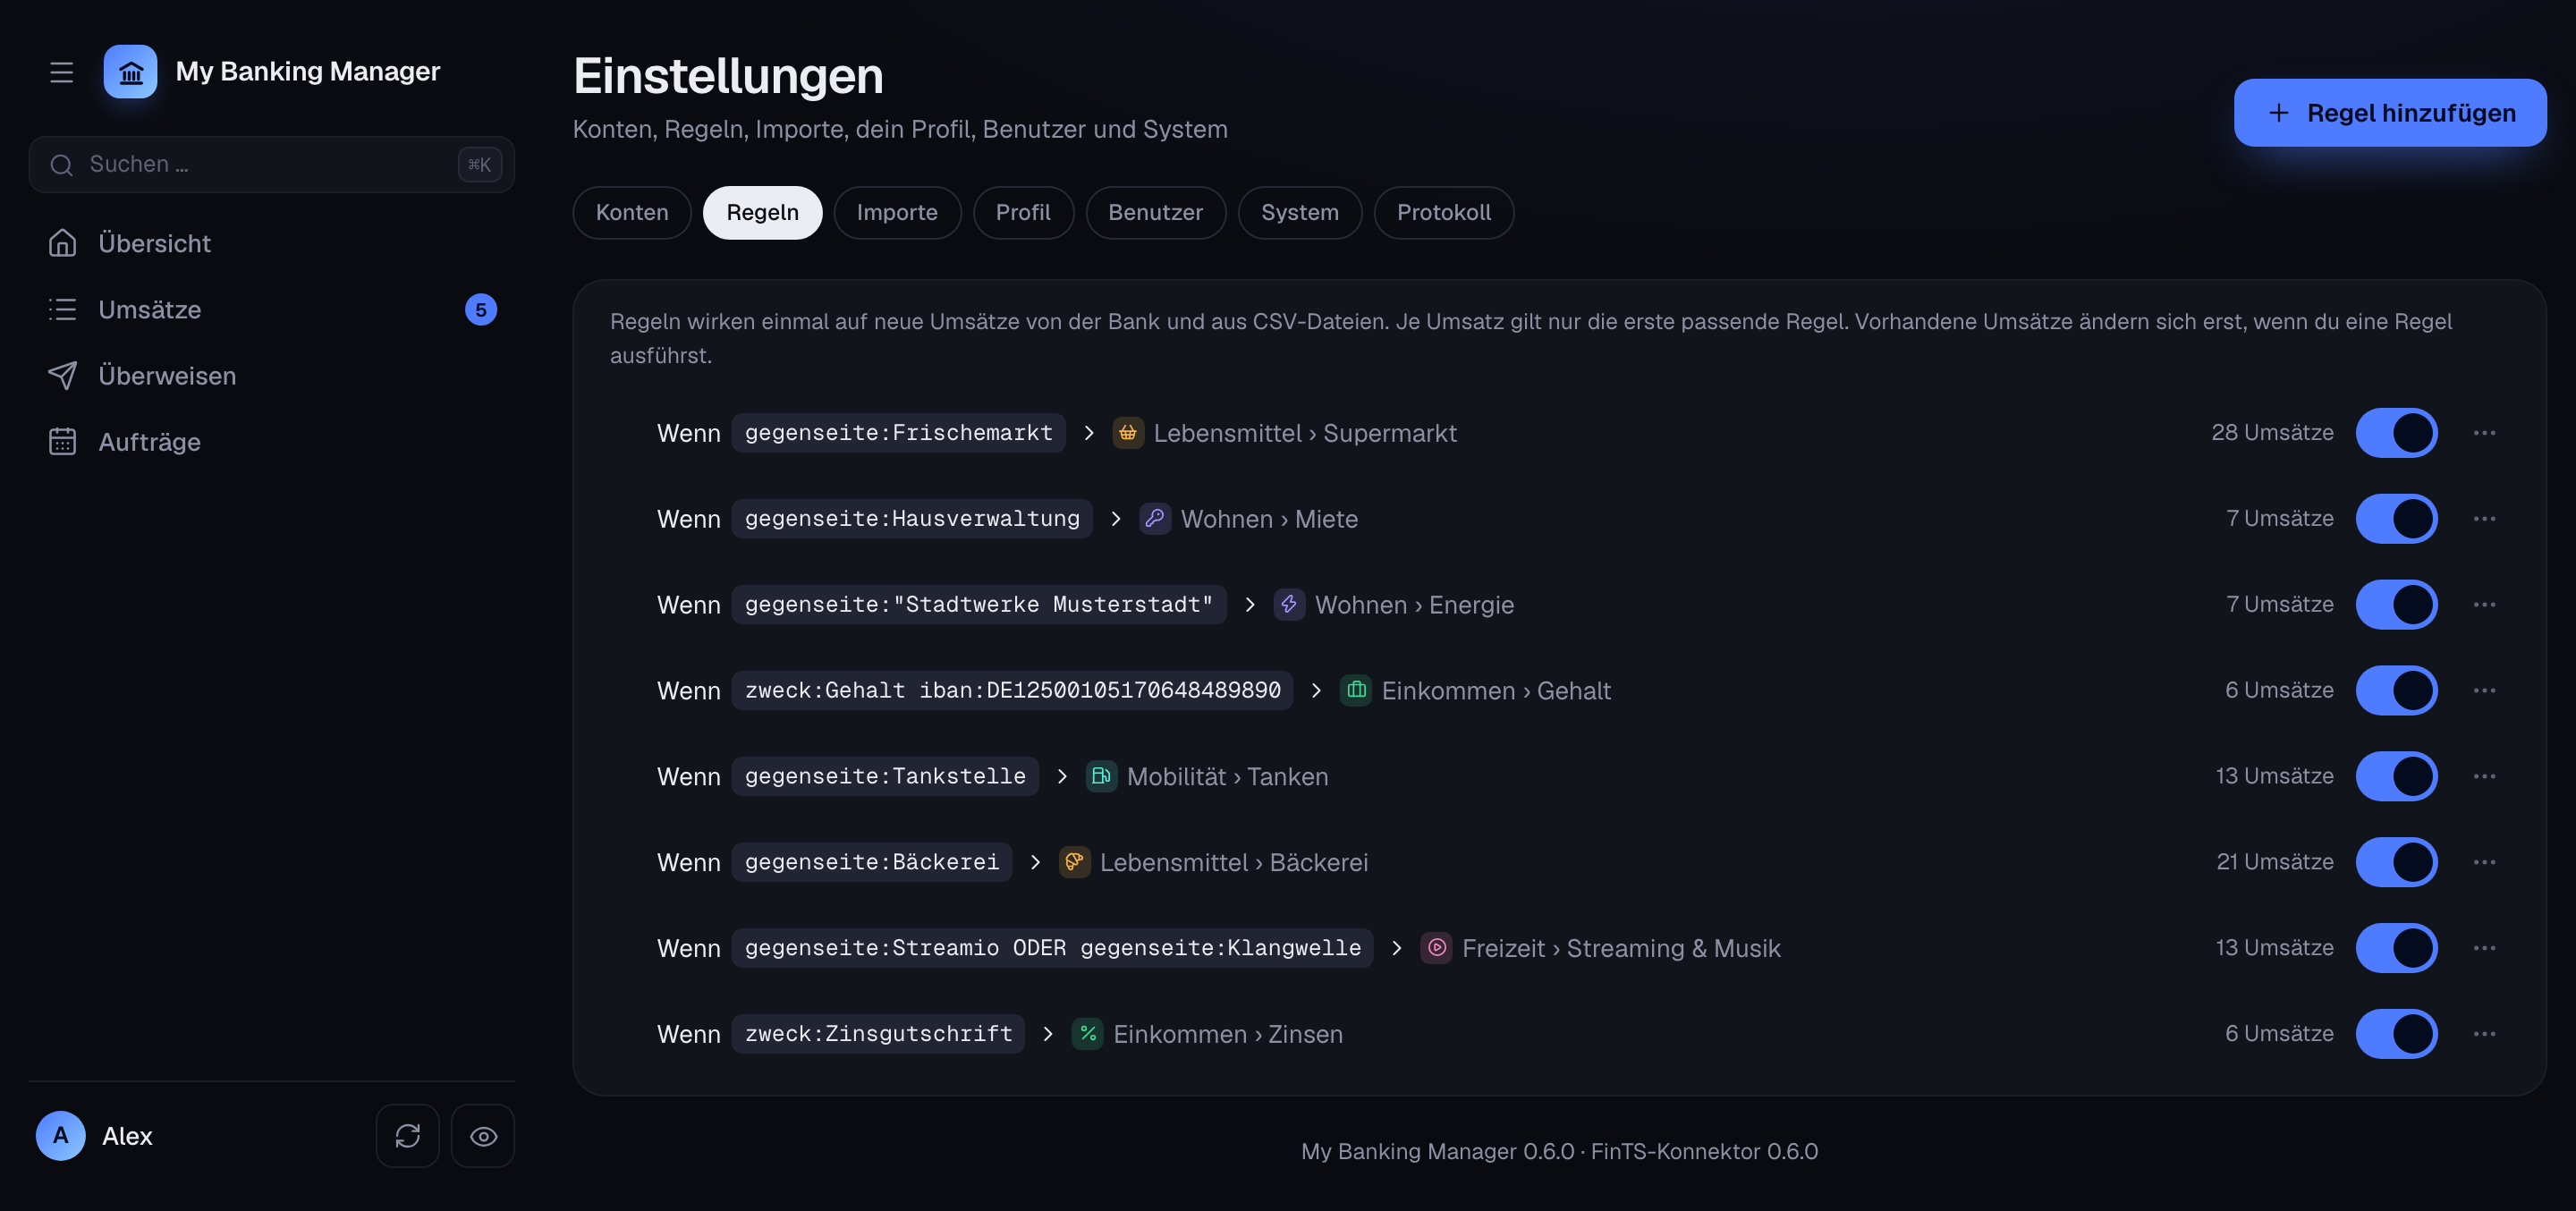 My Banking Manager
Suchen …
⌘K
Übersicht
Umsätze 5
Überweisen
Aufträge
A Alex
Einstellungen
Konten, Regeln, Importe, dein Profil, Benutzer und System
+ Regel hinzufügen
Konten Regeln Importe Profil Benutzer System Protokoll
Regeln wirken einmal auf neue Umsätze von der Bank und aus CSV-Dateien. Je Umsatz gilt nur die erste passende Regel. Vorhandene Umsätze ändern sich erst, wenn du eine Regel
ausführst.
Wenn gegenseite:Frischemarkt > Lebensmittel › Supermarkt 28 Umsätze
Wenn gegenseite:Hausverwaltung > Wohnen › Miete 7 Umsätze
Wenn gegenseite:"Stadtwerke Musterstadt" > Wohnen › Energie 7 Umsätze
Wenn zweck:Gehalt iban:DE12500105170648489890 > Einkommen › Gehalt 6 Umsätze
Wenn gegenseite:Tankstelle > Mobilität › Tanken 13 Umsätze
Wenn gegenseite:Bäckerei > Lebensmittel › Bäckerei 21 Umsätze
Wenn gegenseite:Streamio ODER gegenseite:Klangwelle > Freizeit › Streaming & Musik 13 Umsätze
Wenn zweck:Zinsgutschrift > Einkommen › Zinsen 6 Umsätze
My Banking Manager 0.6.0 · FinTS-Konnektor 0.6.0